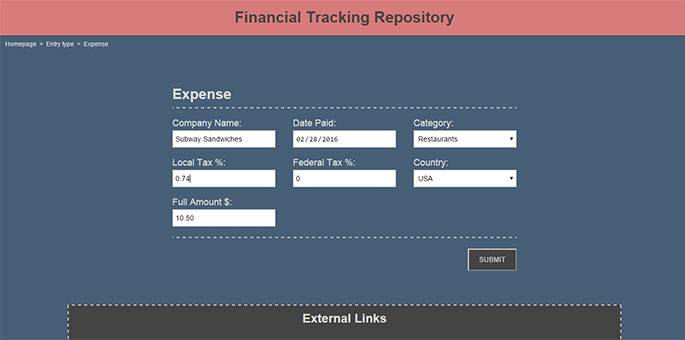 Financial Tracking Repository
Homepage > Entry type > Expense
Expense
Company Name: Date Paid: Category:
Subway Sandwiches 02/28/2016 Restaurants
Local Tax %: Federal Tax %: Country:
0.74 0 USA
Full Amount $:
10.50
SUBMIT
External Links